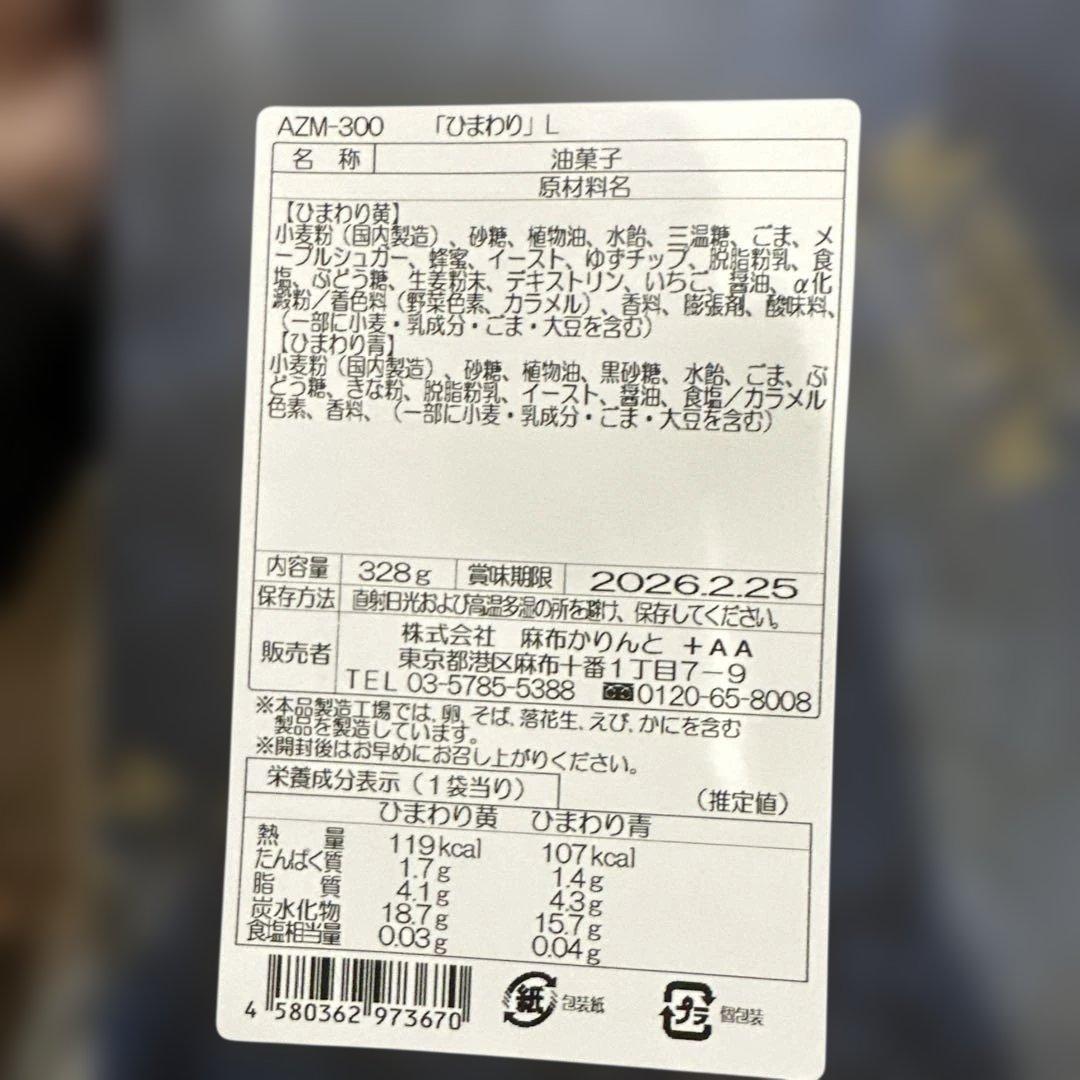 AZM-300 「ひまわり」L
名 称 油菓子
原材料名
【ひまわり黄】
小麦粉（国内製造）、砂糖、植物油、水飴、三温糖、ごま、メ
ープルシュガー、蜂蜜、イースト、ゆずチップ、脱脂粉乳、食
塩、ぶどう糖、生姜粉末、デキストリン、いちご、醤油、α化
澱粉／着色料（野菜色素、カラメル）、香料、膨張剤、酸味料、
（一部に小麦・乳成分・ごま・大豆を含む）
【ひまわり青】
小麦粉（国内製造）、砂糖、植物油、黒砂糖、水飴、ごま、ぶ
どう糖、きな粉、脱脂粉乳、イースト、醤油、食塩／カラメル
色素、香料、（一部に小麦・乳成分・ごま・大豆を含む）
内容量 328g 賞味期限 2026.2.25
保存方法 直射日光および高温多湿の所を避け、保存してください。
販売者 株式会社 麻布かりんと ＋AA
東京都港区麻布十番1丁目7－9
TEL 03-5785-5388 0120-65-8008
※本品製造工場では、卵、そば、落花生、えび、かにを含む
製品を製造しています。
※開封後はお早めにお召し上がりください。
栄養成分表示（1袋当り） （推定値）
ひまわり黄 ひまわり青
熱 量 119kcal 107kcal
たんぱく質 1.7g 1.4g
脂 質 4.1g 4.3g
炭水化物 18.7g 15.7g
食塩相当量 0.03g 0.04g
4 580362 973670 紙 包装紙 プラ 個包装